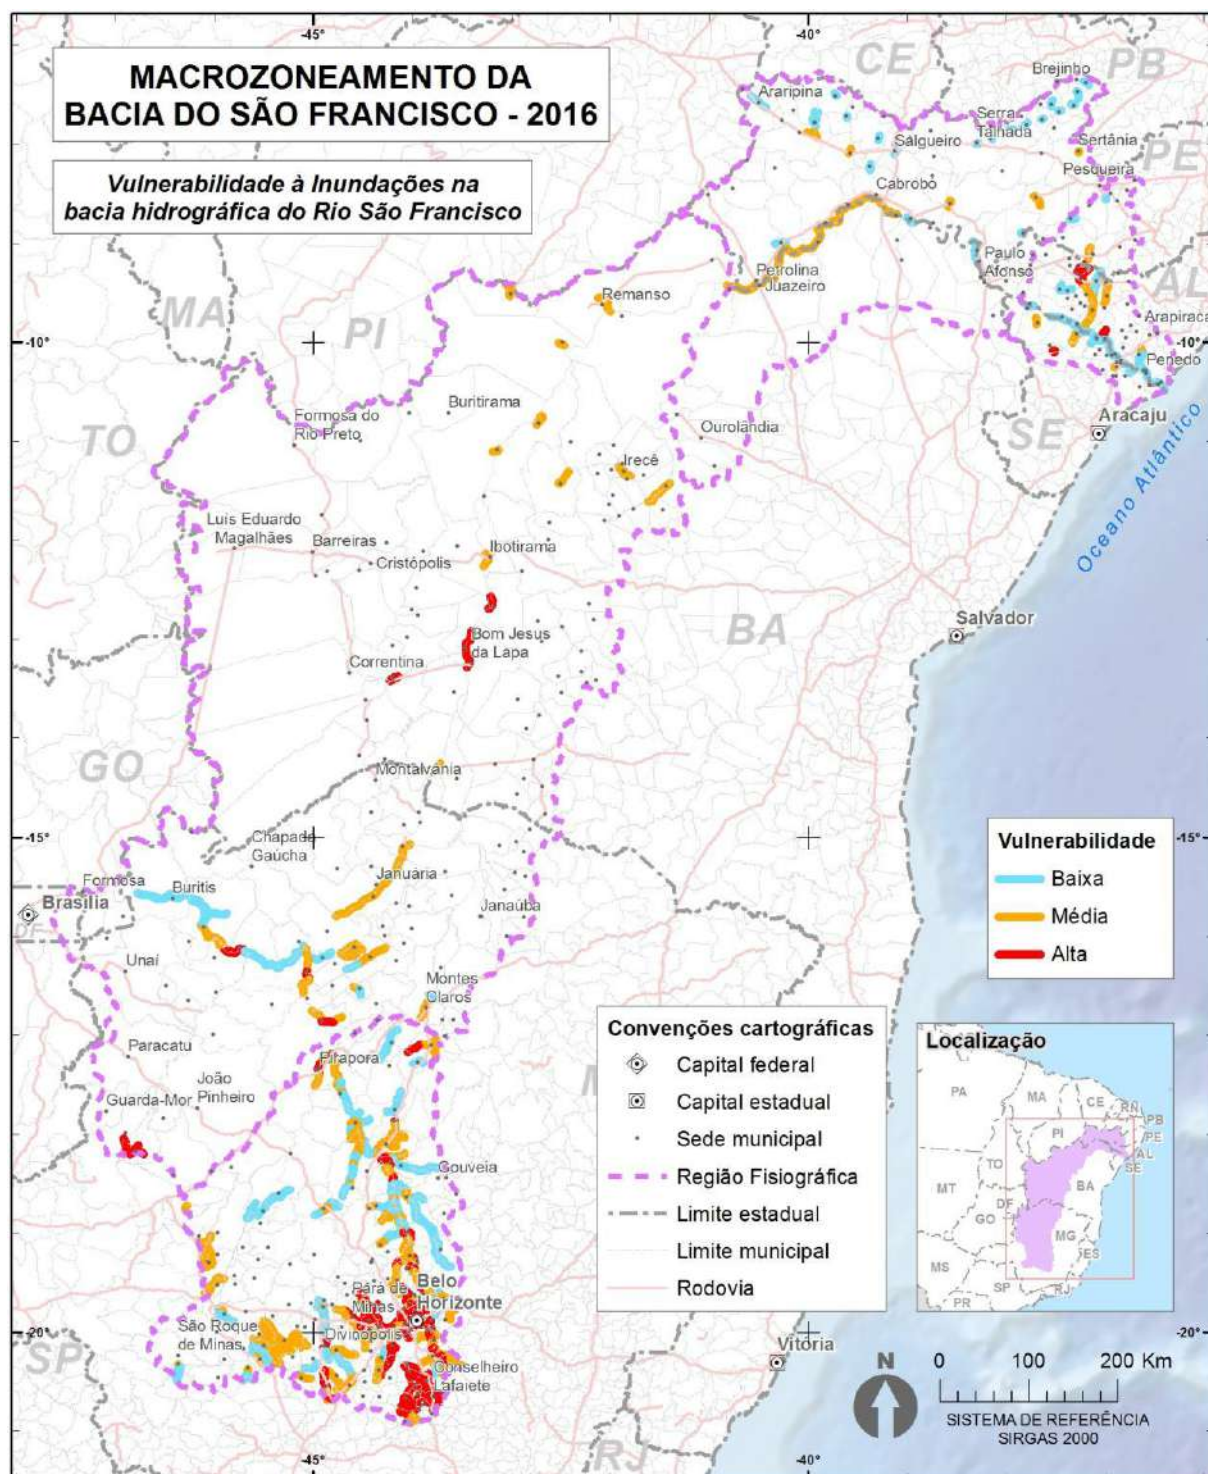 -45°
-40°
MACROZONEAMENTO DA
BACIA DO SÃO FRANCISCO - 2016
Vulnerabilidade à Inundações na
bacia hidrográfica do Rio São Francisco
CE
PB
Brejinho
Araripina
Serra
Talhada
Salgueiro
Sertânia
PE
Pesqueira
Cabrobó
Paulo
Afonso
Petrolina
Juazeiro
AL
Remanso
MA
PI
Arapiraca
-10°
-10°
Penedo
Buritirama
Formosa do
Rio Preto
Ourolândia
Aracaju
TO
SE
Irecê
Oceano Atlântico
Luís Eduardo
Magalhães
Barreiras
Ibotirama
Cristópolis
Salvador
BA
Bom Jesus
da Lapa
Correntina
GO
Montalvânia
Chapada
Gaúcha
-15°
-15°
Vulnerabilidade
Baixa
Média
Alta
Formosa
Buritis
Januária
Brasília
DF
Janaúba
Unaí
Montes
Claros
Convenções cartográficas
Capital federal
Capital estadual
Sede municipal
Região Fisiográfica
Limite estadual
Limite municipal
Rodovia
Localização
PA
MA
CE
RN
PB
PI
PE
AL
SE
TO
MT
BA
DF
GO
MG
ES
MS
SP
RJ
PR
Paracatu
Pirapora
João
Pinheiro
Guarda-Mor
Gouveia
Belo
Horizonte
Pará de
Minas
São Roque
de Minas
Divinópolis
-20°
-20°
Vitória
Conselheiro
Lafaiete
SP
N
0 100 200 Km
SISTEMA DE REFERÊNCIA
SIRGAS 2000
RJ
-45°
-40°